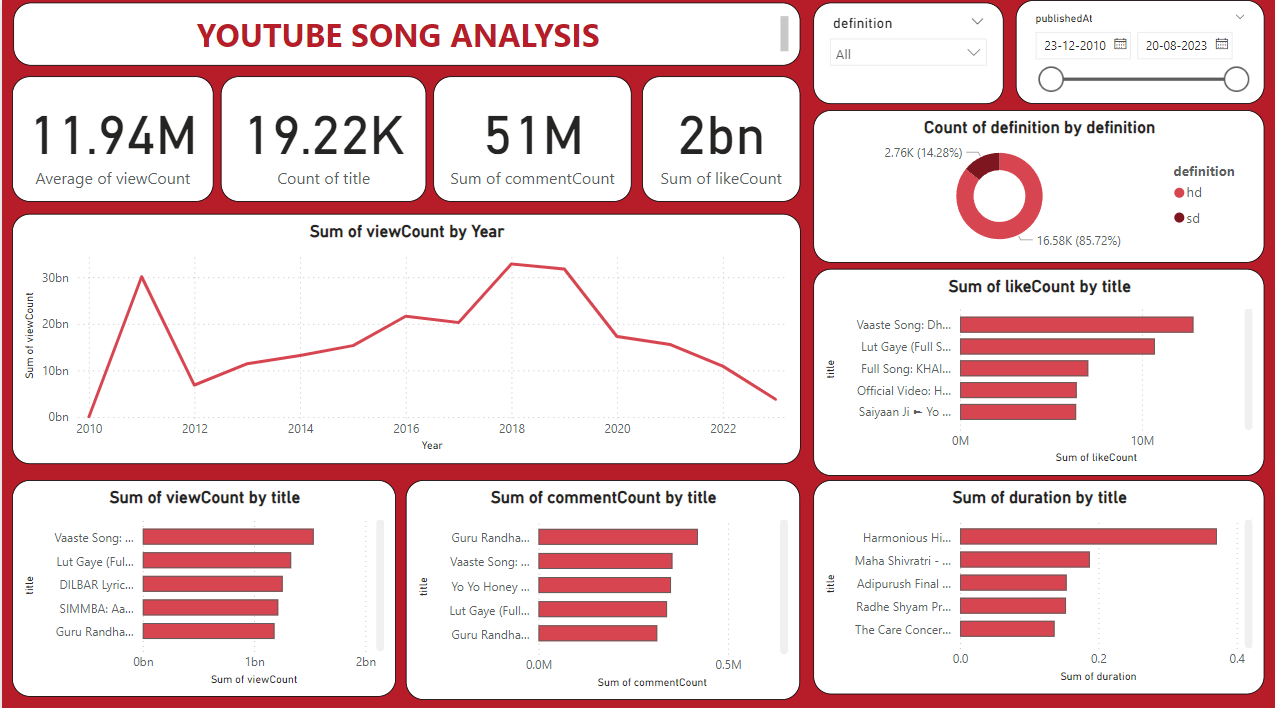 YOUTUBE SONG ANALYSIS
definition
All
publishedAt
23-12-2010
20-08-2023
11.94M
Average of viewCount
19.22K
Count of title
51M
Sum of commentCount
2bn
Sum of likeCount
Count of definition by definition
2.76K (14.28%)
16.58K (85.72%)
definition
hd
sd
Sum of viewCount by Year
Sum of viewCount
30bn
20bn
10bn
0bn
2010 2012 2014 2016 2018 2020 2022
Year
Sum of likeCount by title
title
Vaaste Song: Dh...
Lut Gaye (Full S...
Full Song: KHAI...
Official Video: H...
Saiyaan Ji ► Yo ...
0M 10M
Sum of likeCount
Sum of viewCount by title
title
Vaaste Song: ...
Lut Gaye (Ful...
DILBAR Lyric...
SIMMBA: Aa...
Guru Randha...
0bn 1bn 2bn
Sum of viewCount
Sum of commentCount by title
title
Guru Randha...
Vaaste Song: ...
Yo Yo Honey ...
Lut Gaye (Full...
Guru Randha...
0.0M 0.5M
Sum of commentCount
Sum of duration by title
title
Harmonious Hi...
Maha Shivratri - ...
Adipurush Final ...
Radhe Shyam Pr...
The Care Concer...
0.0 0.2 0.4
Sum of duration